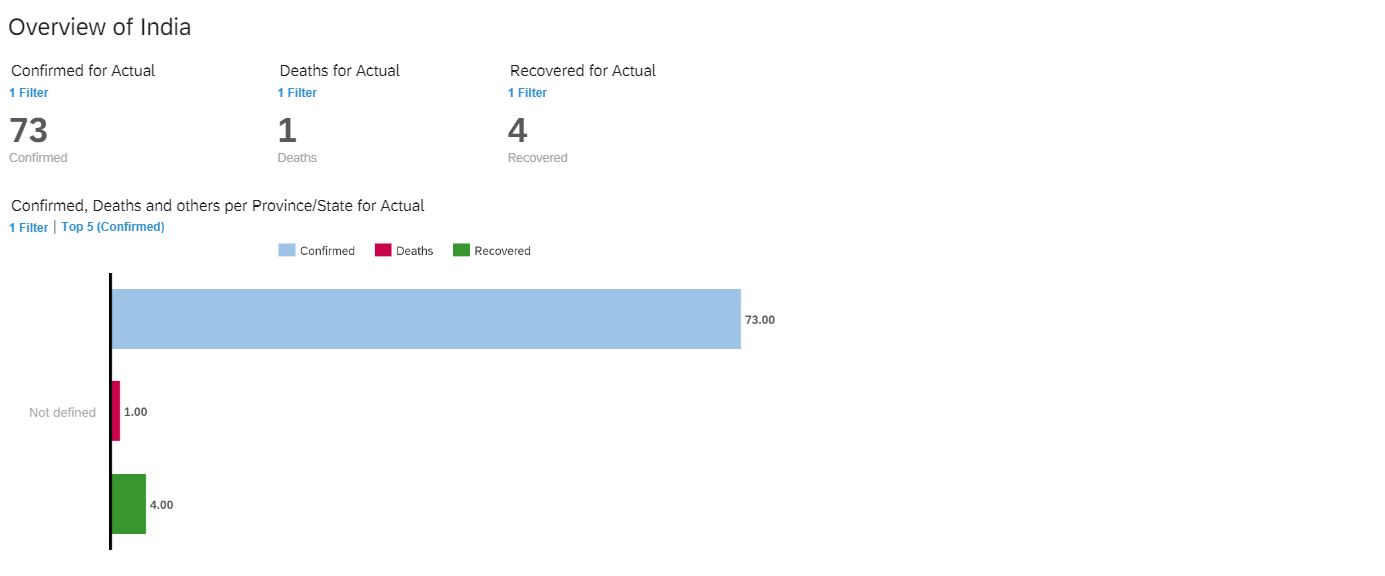 Overview of India
Confirmed for Actual
Deaths for Actual
Recovered for Actual
1 Filter
1 Filter
1 Filter
73
1
4
Confirmed
Deaths
Recovered
Confirmed, Deaths and others per Province/State for Actual
1 Filter | Top 5 (Confirmed)
Confirmed Deaths Recovered
73.00
Not defined
1.00
4.00